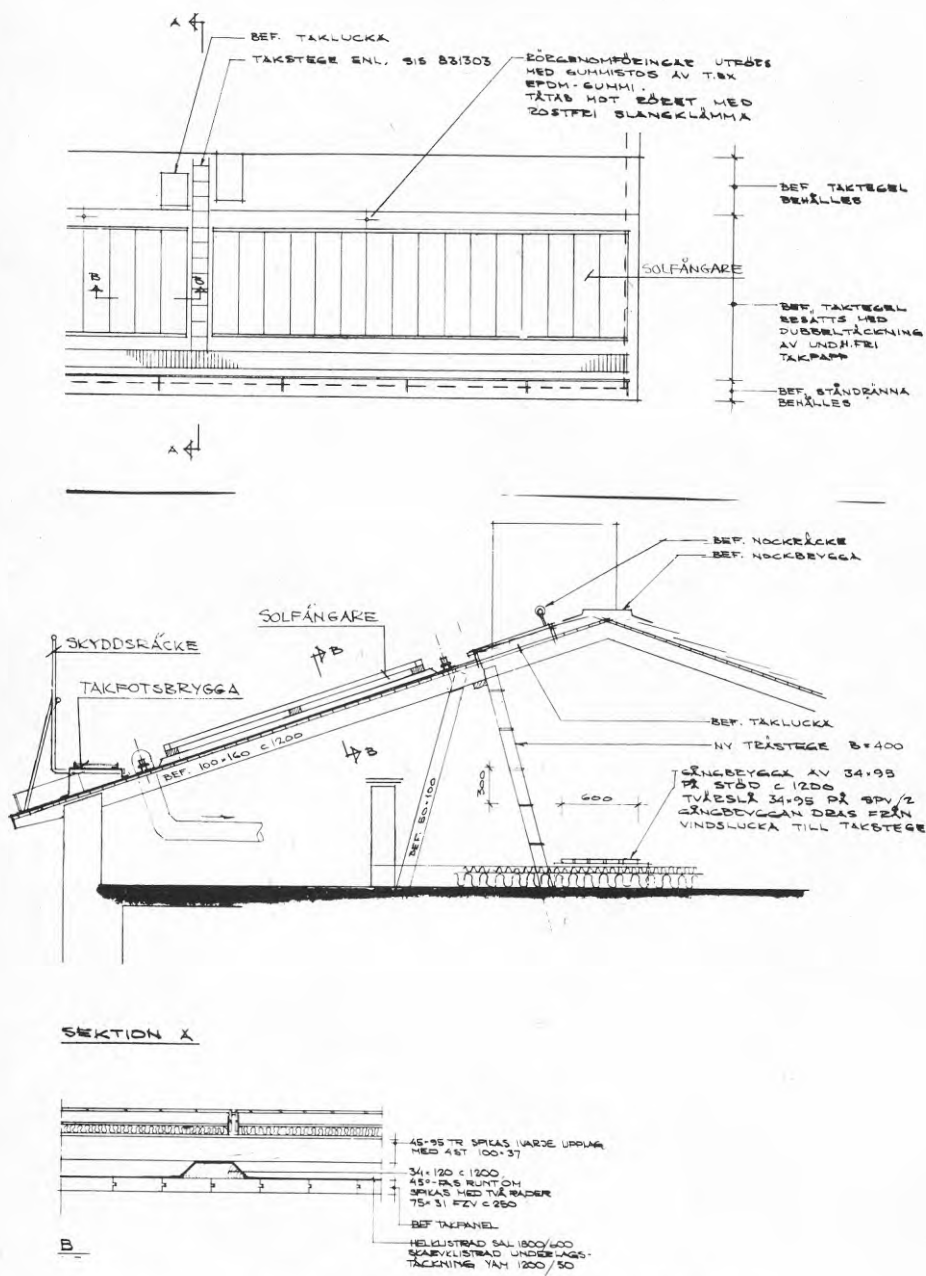 A
BEF. TAKLUCKA
TAKSTEGE ENL. SIS 831303
RÖRGENOMFÖRINGAR UTFÖRS
MED GUMMISTOS AV T.EX
EPDM-GUMMI.
TÄTAS MOT RÖRET MED
ROSTFRI SLANGKLÄMMA
BEF. TAKTEGEL
BEHÅLLES
SOLFÅNGARE
B
B
BEF. TAKTEGEL
ERSÄTTS MED
DUBBELTÄCKNING
AV UNDH.FRI
TAKPAPP
BEF. STÅNDRÄNNA
BEHÅLLES
A
BEF. NOCKRÄCKE
BEF. NOCKBRYGGA
SOLFÅNGARE
SKYDDSRÄCKE
B
TAKFOTSBRYGGA
BEF. TAKLUCKA
B
BEF. 100×160 C 1200
NY TRÄSTEGE B=400
GÅNGBRYGGA AV 34×95
PÅ STÖD C 1200
TVÄRSLÅ 34×95 PÅ SPV/2
GÅNGBRYGGAN DRAS FRÅN
VINDSLUCKA TILL TAKSTEGE
300
600
BEF. 80×100
SEKTION A
45×95 TR SPIKAS I VARJE UPPLAG
MED 4 ST 100×37
34×120 C 1200
45°-FAS RUNT OM
SPIKAS MED TVÅ RADER
75×31 FZV C 250
BEF TAKPANEL
HELKLISTRAD SAL 1800/600
SKARVKLISTRAD UNDERLAGS-
TÄCKNING YAM 1200/50
B